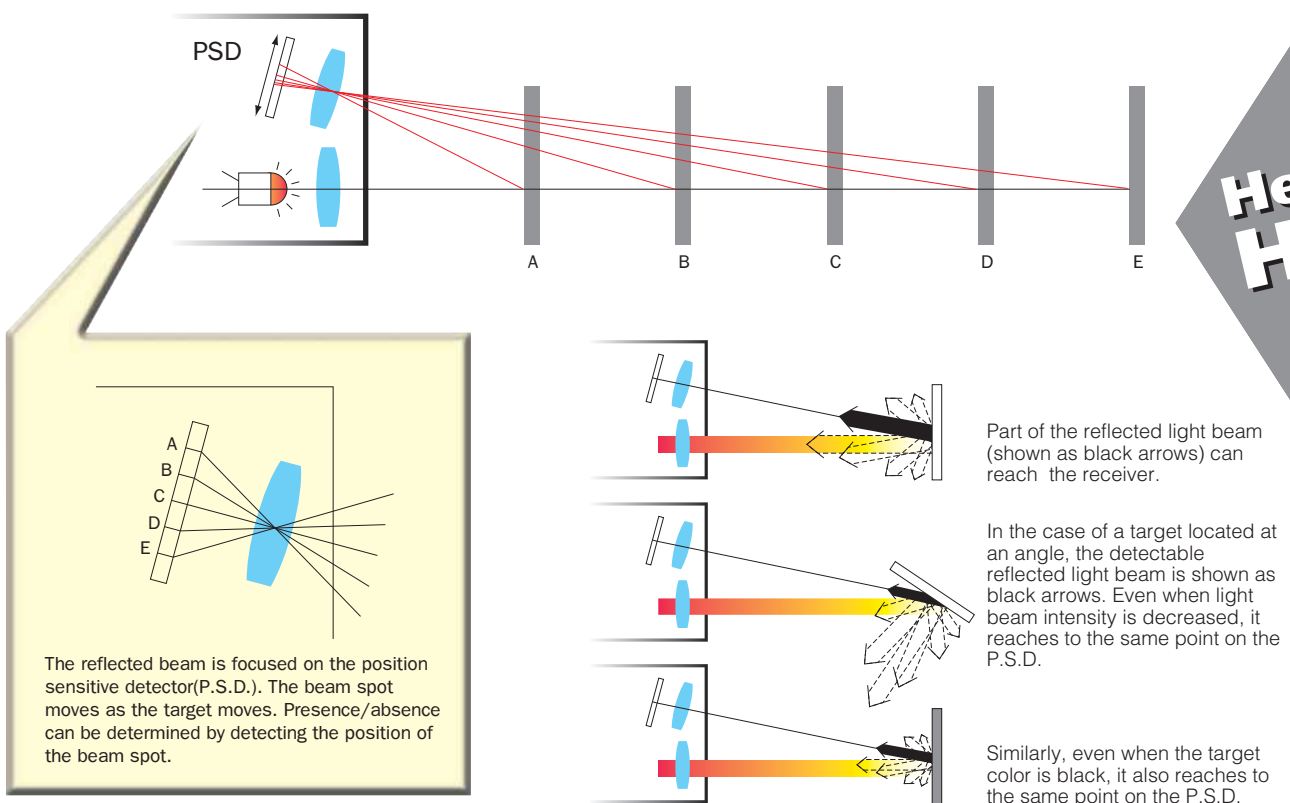 PSD
A
B
C
D
E
A
B
C
D
E
The reflected beam is focused on the position
sensitive detector(P.S.D.). The beam spot
moves as the target moves. Presence/absence
can be determined by detecting the position of
the beam spot.
Part of the reflected light beam
(shown as black arrows) can
reach the receiver.
In the case of a target located at
an angle, the detectable
reflected light beam is shown as
black arrows. Even when light
beam intensity is decreased, it
reaches to the same point on the
P.S.D.
Similarly, even when the target
color is black, it also reaches to
the same point on the P.S.D.